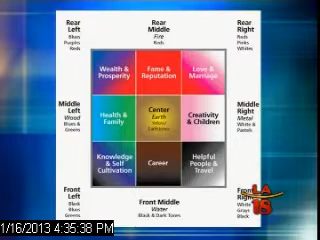 Rear Left
Blues
Purples
Reds
Rear Middle
Fire
Reds
Rear Right
Reds
Pinks
Whites
Wealth & Prosperity
Fame & Reputation
Love & Marriage
Middle Left
Wood
Blues & Greens
Health & Family
Center
Earth
Yellow/
Earthtones
Creativity & Children
Middle Right
Metal
White & Pastels
Knowledge & Self Cultivation
Career
Helpful People & Travel
Front Left
Black
Blues
Greens
Front Middle
Water
Black & Dark Tones
Front Right
White
Grays
Black
LA
18
1/16/2013 4:35:38 PM